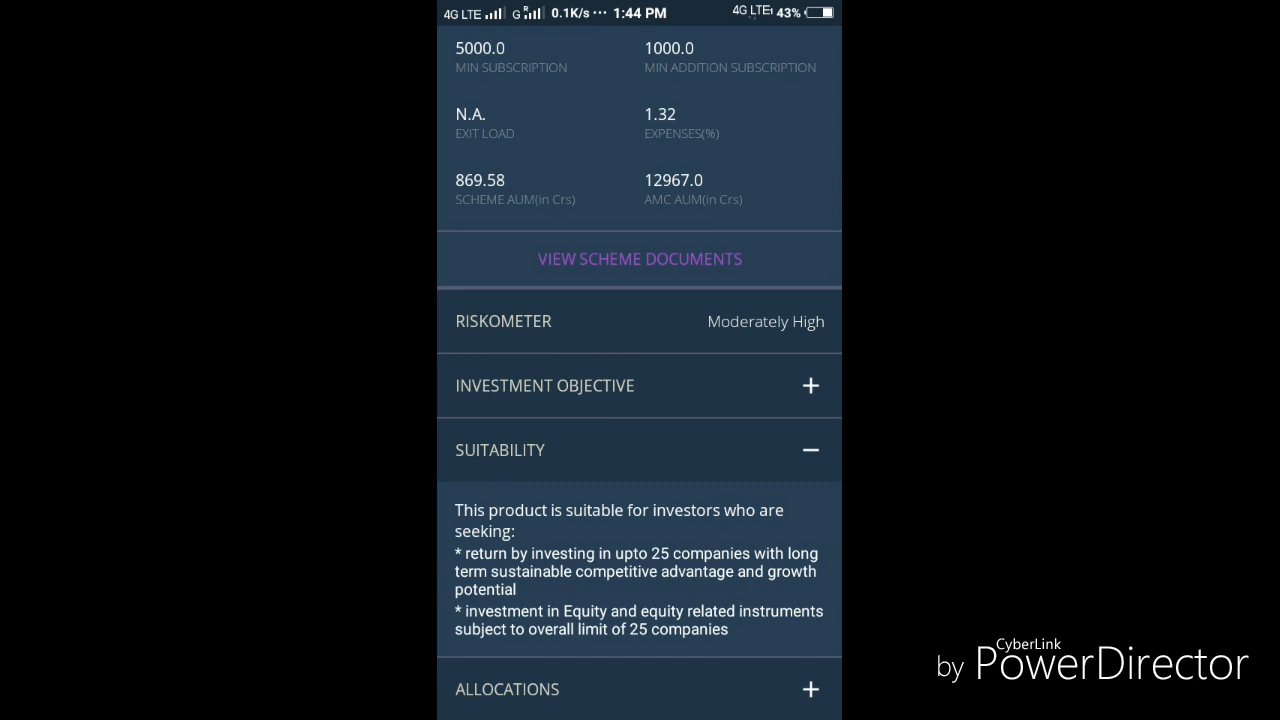 4G LTE G R 0.1K/s ··· 1:44 PM 4G LTE 43%
5000.0 1000.0
MIN SUBSCRIPTION MIN ADDITION SUBSCRIPTION
N.A. 1.32
EXIT LOAD EXPENSES(%)
869.58 12967.0
SCHEME AUM(in Crs) AMC AUM(in Crs)
VIEW SCHEME DOCUMENTS
RISKOMETER Moderately High
INVESTMENT OBJECTIVE +
SUITABILITY −
This product is suitable for investors who are
seeking:
* return by investing in upto 25 companies with long
term sustainable competitive advantage and growth
potential
* investment in Equity and equity related instruments
subject to overall limit of 25 companies
ALLOCATIONS +
CyberLink
by PowerDirector